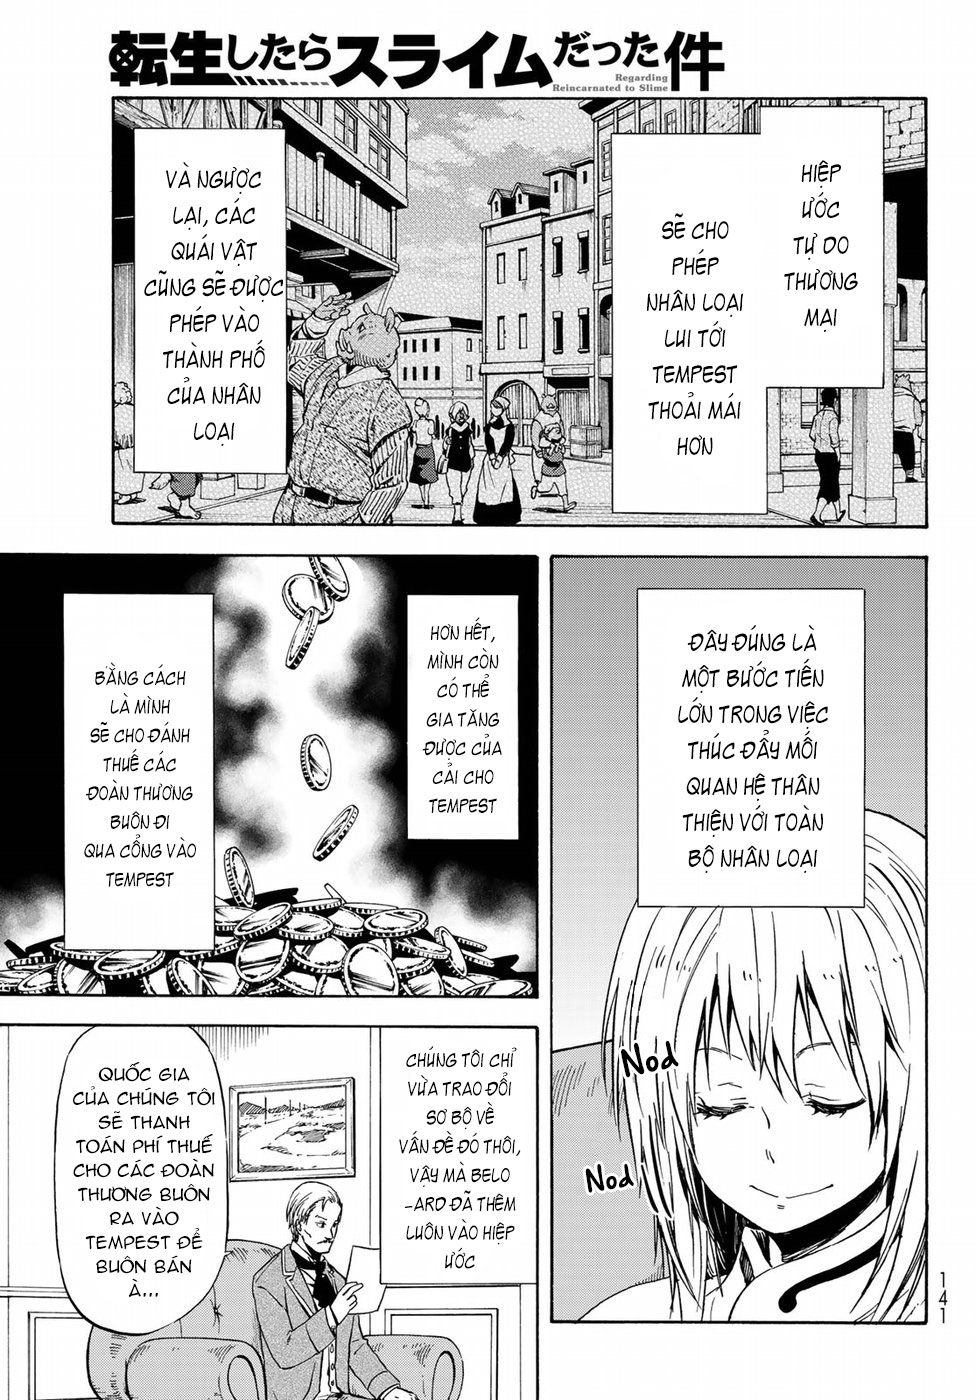 転生したらスライムだった件
Regarding
Reincarnated to Slime
HIỆP
ƯỚC
TỰ DO
THƯƠNG
MẠI
SẼ CHO
PHÉP
NHÂN LOẠI
LUI TỚI
TEMPEST
THOẢI MÁI
HƠN
VÀ NGƯỢC
LẠI, CÁC
QUÁI VẬT
CŨNG SẼ ĐƯỢC
PHÉP VÀO
THÀNH PHỐ
CỦA NHÂN
LOẠI
ĐÂY ĐÚNG LÀ
MỘT BƯỚC TIẾN
LỚN TRONG VIỆC
THÚC ĐẨY MỐI
QUAN HỆ THÂN
THIỆN VỚI TOÀN
BỘ NHÂN LOẠI
Nod
Nod
HƠN HẾT,
MÌNH CÒN
CÓ THỂ
GIA TĂNG
ĐƯỢC CỦA
CẢI CHO
TEMPEST
BẰNG CÁCH
LÀ MÌNH
SẼ CHO ĐÁNH
THUẾ CÁC
ĐOÀN THƯƠNG
BUÔN ĐI
QUA CỔNG VÀO
TEMPEST
CHÚNG TÔI CHỈ
VỪA TRAO ĐỔI
SƠ BỘ VỀ
VẤN ĐỀ ĐÓ THÔI,
VẬY MÀ BELO
-ARD ĐÃ THÊM
LUÔN VÀO HIỆP
ƯỚC
QUỐC GIA
CỦA CHÚNG TÔI
SẼ THANH
TOÁN PHÍ THUẾ
CHO CÁC ĐOÀN
THƯƠNG BUÔN
RA VÀO
TEMPEST ĐỂ
BUÔN BÁN
À...
141